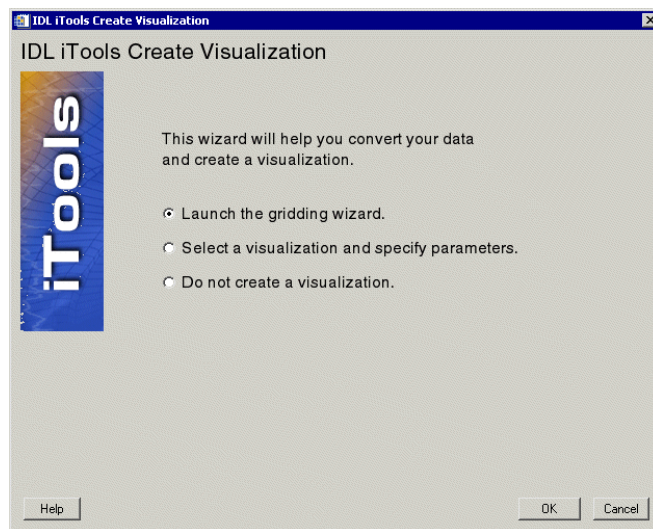 IDL iTools Create Visualization
IDL iTools Create Visualization
iTools
This wizard will help you convert your data
and create a visualization.
Launch the gridding wizard.
Select a visualization and specify parameters.
Do not create a visualization.
Help
OK
Cancel